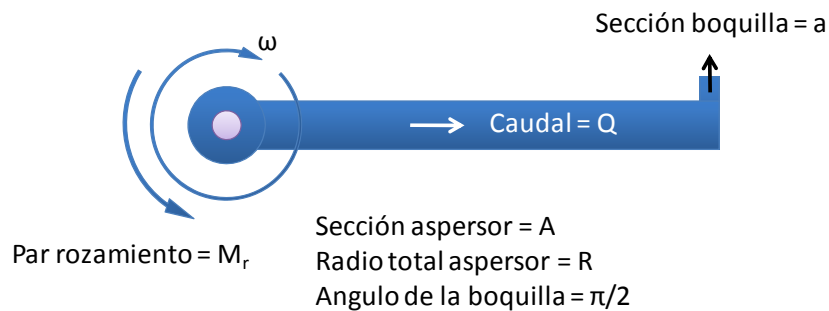 Sección boquilla = a
ω
Caudal = Q
Par rozamiento = Mr
Sección aspersor = A
Radio total aspersor = R
Angulo de la boquilla = π/2